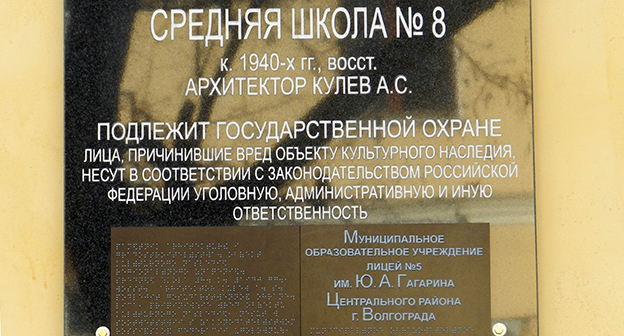 СРЕДНЯЯ ШКОЛА № 8
к. 1940-х гг., восст.
АРХИТЕКТОР КУЛЕВ А.С.
ПОДЛЕЖИТ ГОСУДАРСТВЕННОЙ ОХРАНЕ
ЛИЦА, ПРИЧИНИВШИЕ ВРЕД ОБЪЕКТУ КУЛЬТУРНОГО НАСЛЕДИЯ,
НЕСУТ В СООТВЕТСТВИИ С ЗАКОНОДАТЕЛЬСТВОМ РОССИЙСКОЙ
ФЕДЕРАЦИИ УГОЛОВНУЮ, АДМИНИСТРАТИВНУЮ И ИНУЮ
ОТВЕТСТВЕННОСТЬ
Муниципальное
образовательное учреждение
лицей №5
им. Ю. А. Гагарина
Центрального района
г. Волгограда